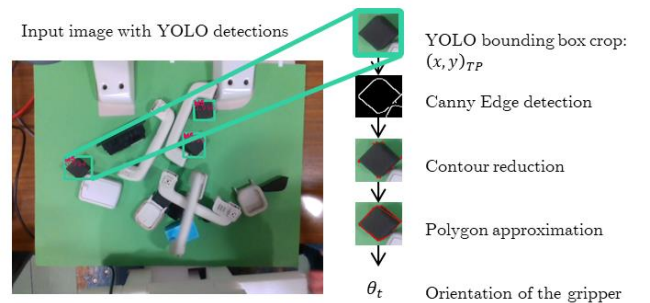 Input image with YOLO detections
YOLO bounding box crop:
(x, y)_{TP}
Canny Edge detection
Contour reduction
Polygon approximation
θ_t Orientation of the gripper